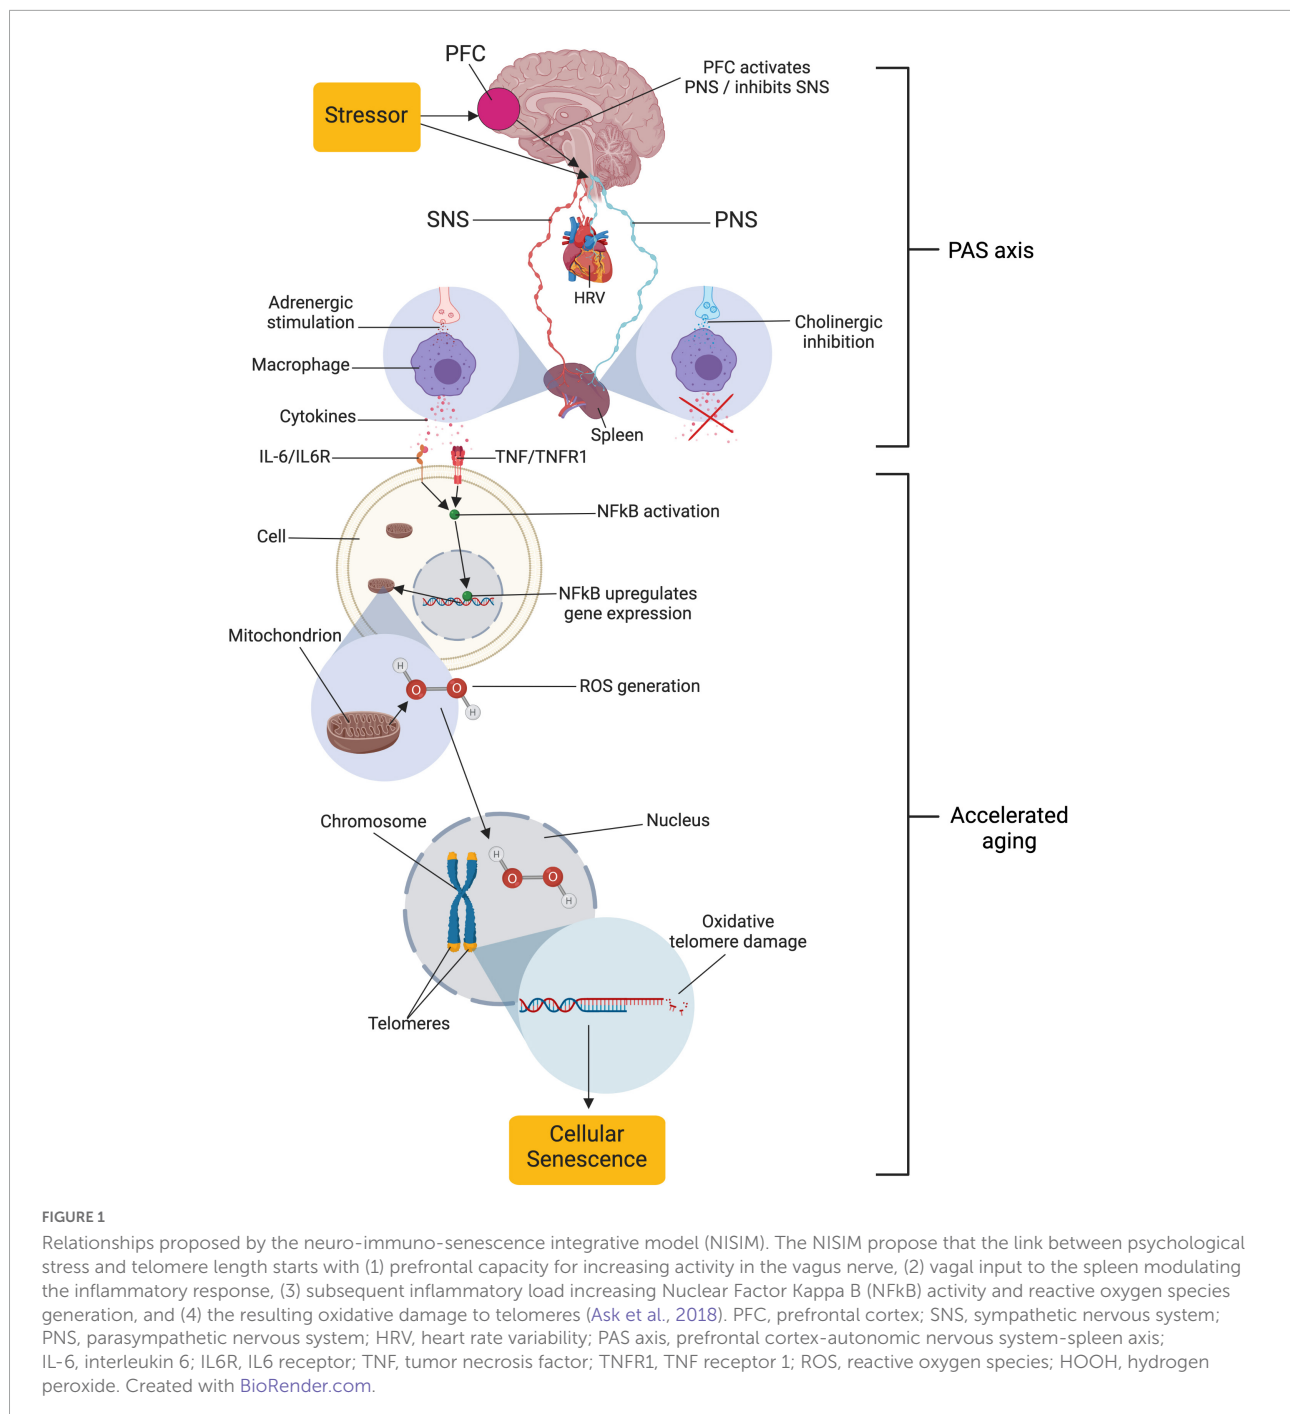 PFC
PFC activates
PNS / inhibits SNS
Stressor
SNS
PNS
PAS axis
HRV
Adrenergic
stimulation
Cholinergic
inhibition
Macrophage
Cytokines
Spleen
IL-6/IL6R
TNF/TNFR1
NFkB activation
Cell
NFkB upregulates
gene expression
Mitochondrion
H
O
O
H
ROS generation
Chromosome
Nucleus
Accelerated
aging
H
O
O
H
Oxidative
telomere damage
Telomeres
Cellular
Senescence
FIGURE 1
Relationships proposed by the neuro-immuno-senescence integrative model (NISIM). The NISIM propose that the link between psychological
stress and telomere length starts with (1) prefrontal capacity for increasing activity in the vagus nerve, (2) vagal input to the spleen modulating
the inflammatory response, (3) subsequent inflammatory load increasing Nuclear Factor Kappa B (NFkB) activity and reactive oxygen species
generation, and (4) the resulting oxidative damage to telomeres (Ask et al., 2018). PFC, prefrontal cortex; SNS, sympathetic nervous system;
PNS, parasympathetic nervous system; HRV, heart rate variability; PAS axis, prefrontal cortex-autonomic nervous system-spleen axis;
IL-6, interleukin 6; IL6R, IL6 receptor; TNF, tumor necrosis factor; TNFR1, TNF receptor 1; ROS, reactive oxygen species; HOOH, hydrogen
peroxide. Created with BioRender.com.